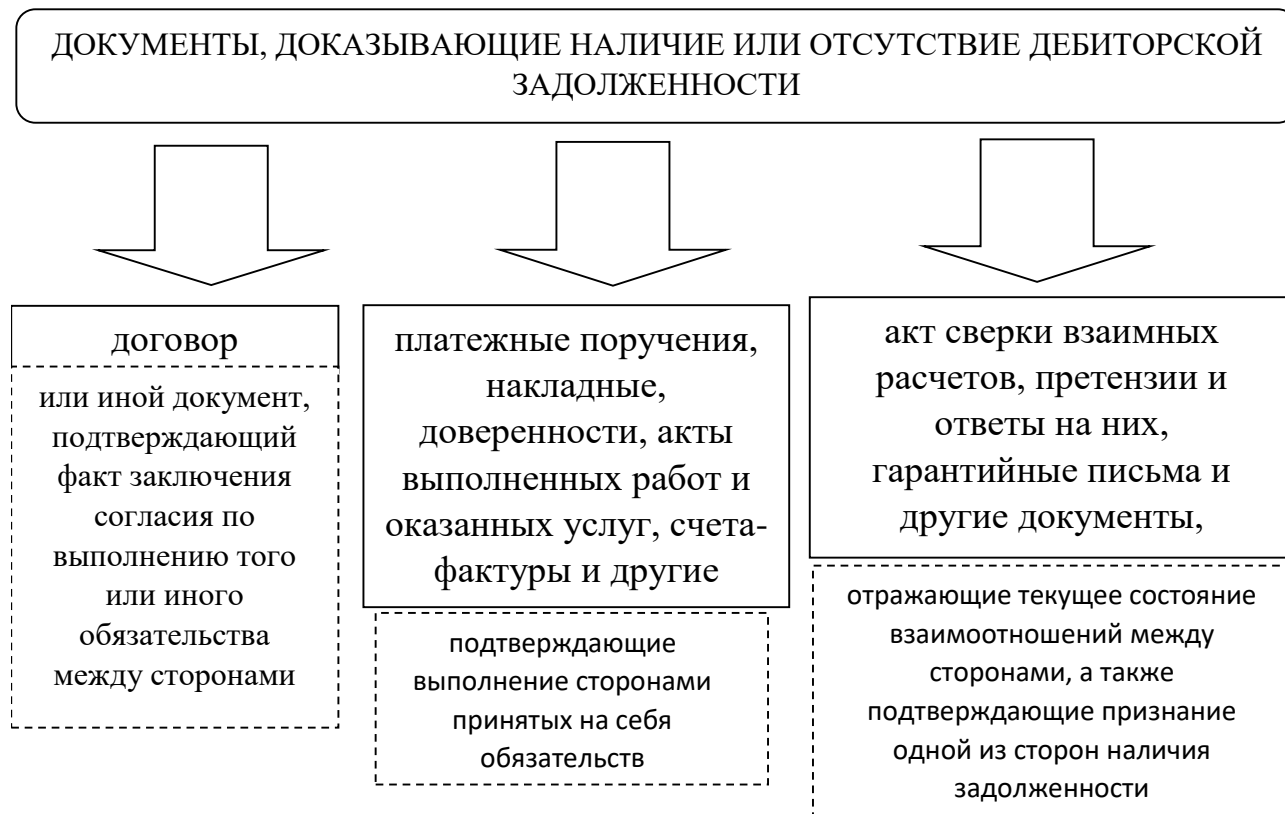 ДОКУМЕНТЫ, ДОКАЗЫВАЮЩИЕ НАЛИЧИЕ ИЛИ ОТСУТСТВИЕ ДЕБИТОРСКОЙ
ЗАДОЛЖЕННОСТИ
договор
или иной документ,
подтверждающий
факт заключения
согласия по
выполнению того
или иного
обязательства
между сторонами
платежные поручения,
накладные,
доверенности, акты
выполненных работ и
оказанных услуг, счета-
фактуры и другие
подтверждающие
выполнение сторонами
принятых на себя
обязательств
акт сверки взаимных
расчетов, претензии и
ответы на них,
гарантийные письма и
другие документы,
отражающие текущее состояние
взаимоотношений между
сторонами, а также
подтверждающие признание
одной из сторон наличия
задолженности